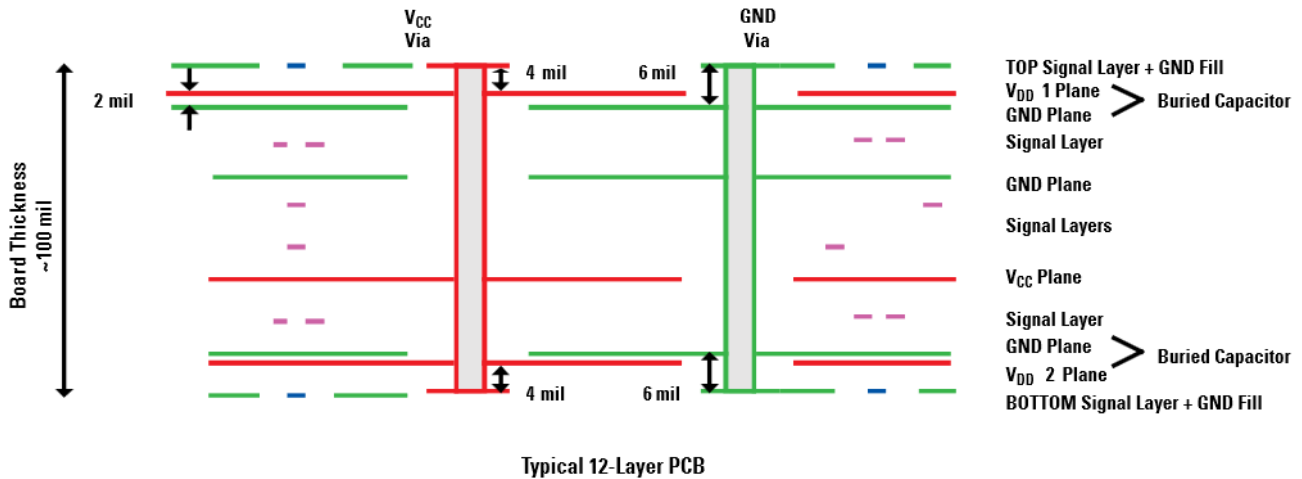 VCC
Via
GND
Via
4 mil
6 mil
2 mil
TOP Signal Layer + GND Fill
VDD 1 Plane
GND Plane
Buried Capacitor
Signal Layer
GND Plane
Signal Layers
VCC Plane
Signal Layer
GND Plane
VDD 2 Plane
Buried Capacitor
BOTTOM Signal Layer + GND Fill
Board Thickness
~100 mil
4 mil
6 mil
Typical 12-Layer PCB